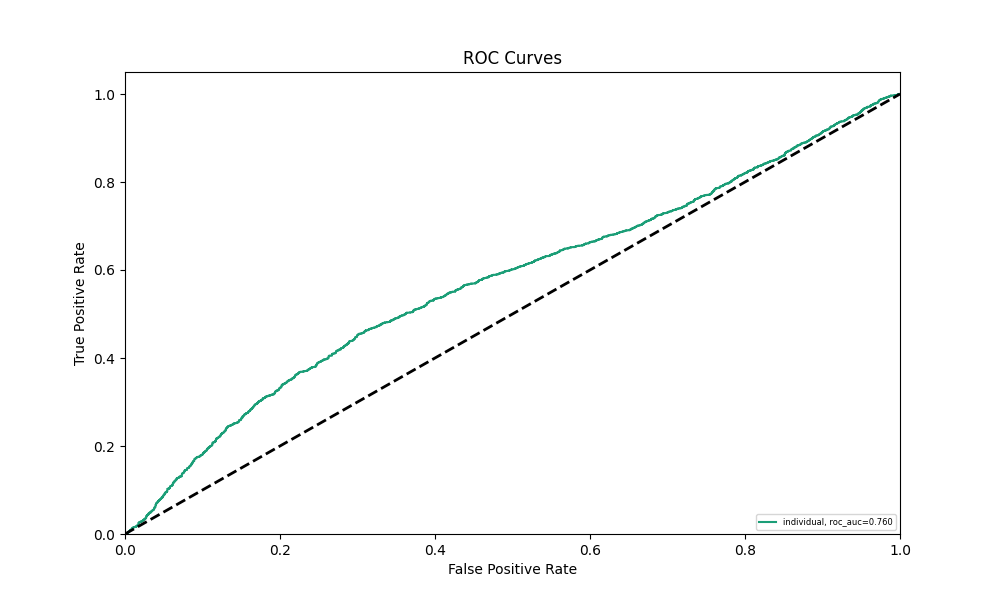 ROC Curves
1.0
0.8
0.6
0.4
0.2
0.0
True Positive Rate
individual, roc_auc=0.760
0.0 0.2 0.4 0.6 0.8 1.0
False Positive Rate